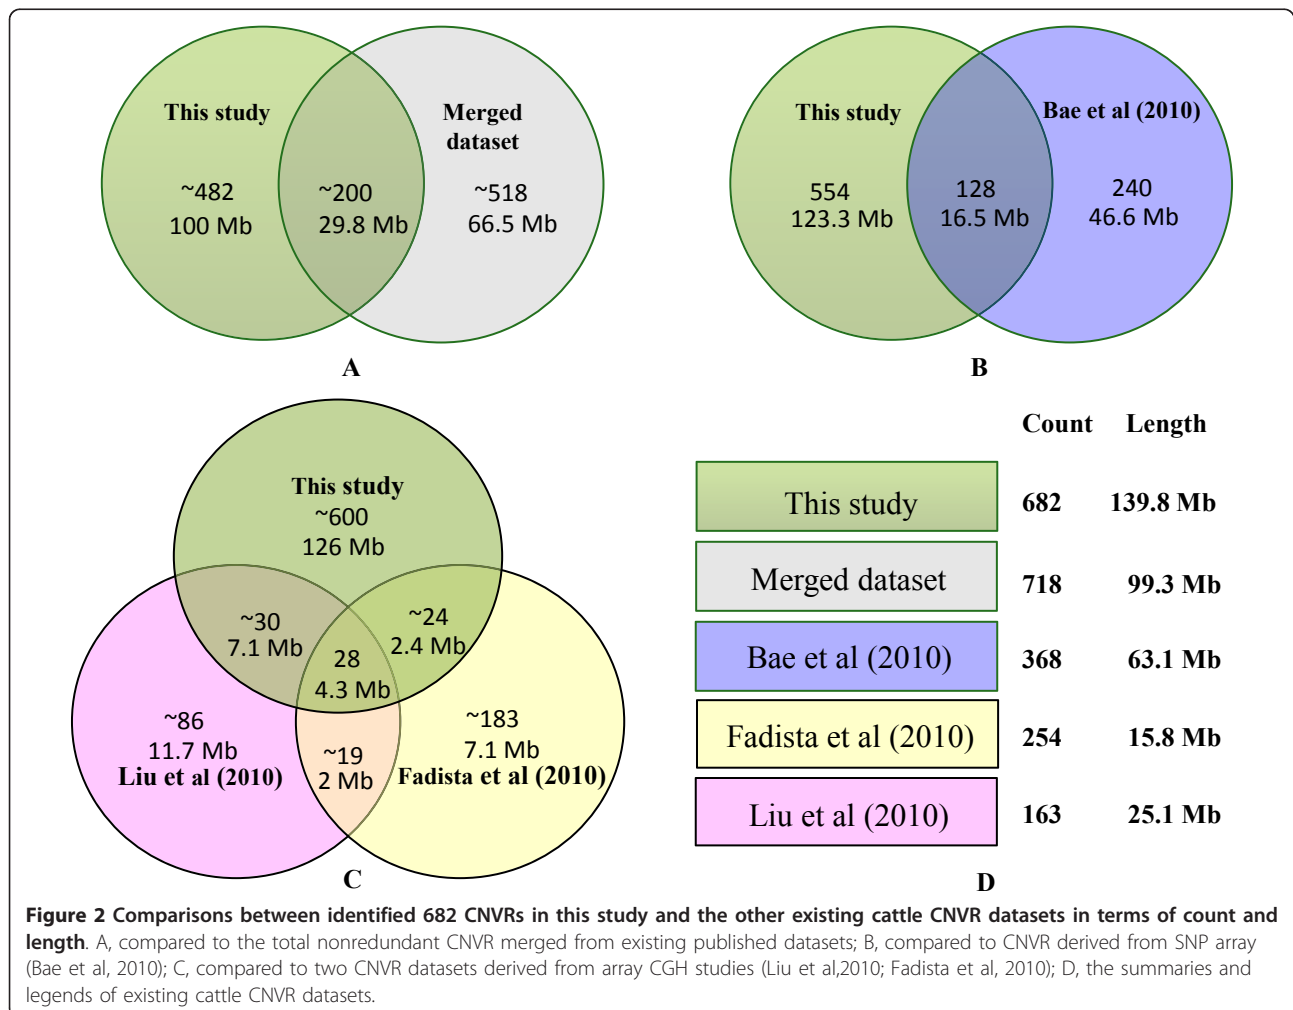 This study
~482
100 Mb
~200
29.8 Mb
Merged
dataset
~518
66.5 Mb
A
This study
554
123.3 Mb
128
16.5 Mb
Bae et al (2010)
240
46.6 Mb
B
This study
~600
126 Mb
~30
7.1 Mb
~24
2.4 Mb
28
4.3 Mb
~86
11.7 Mb
Liu et al (2010)
~19
2 Mb
~183
7.1 Mb
Fadista et al (2010)
C
Count Length
This study 682 139.8 Mb
Merged dataset 718 99.3 Mb
Bae et al (2010) 368 63.1 Mb
Fadista et al (2010) 254 15.8 Mb
Liu et al (2010) 163 25.1 Mb
D
Figure 2 Comparisons between identified 682 CNVRs in this study and the other existing cattle CNVR datasets in terms of count and
length. A, compared to the total nonredundant CNVR merged from existing published datasets; B, compared to CNVR derived from SNP array
(Bae et al, 2010); C, compared to two CNVR datasets derived from array CGH studies (Liu et al,2010; Fadista et al, 2010); D, the summaries and
legends of existing cattle CNVR datasets.